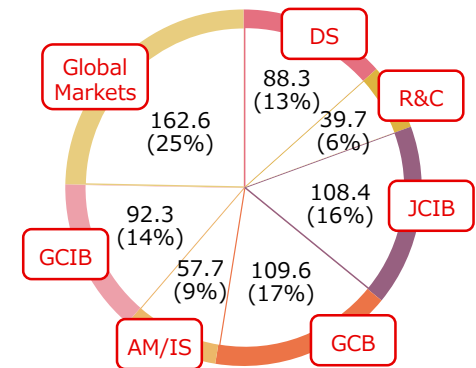 DS
88.3
(13%)
R&C
39.7
(6%)
JCIB
108.4
(16%)
GCB
109.6
(17%)
AM/IS
57.7
(9%)
GCIB
92.3
(14%)
Global
Markets
162.6
(25%)